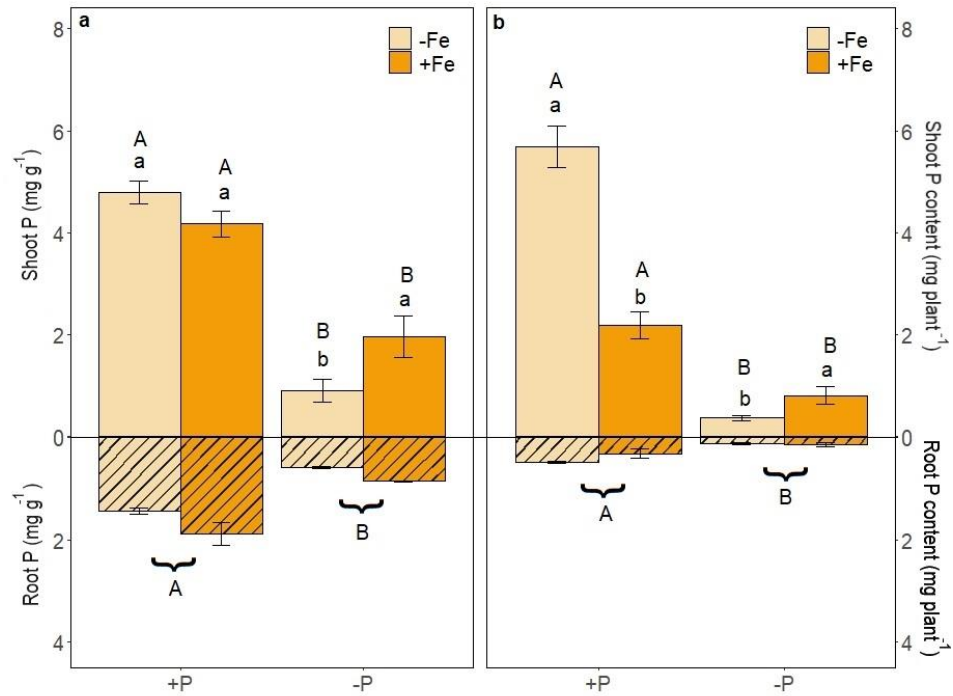 a
-Fe
+Fe
8
6
4
2
0
2
4
Shoot P (mg g⁻¹)
Root P (mg g⁻¹)
A
a
A
a
B
b
B
a
A
B
+P
-P
b
-Fe
+Fe
A
a
A
b
B
b
B
a
A
B
+P
-P
8
6
4
2
0
2
4
Shoot P content (mg plant⁻¹)
Root P content (mg plant⁻¹)